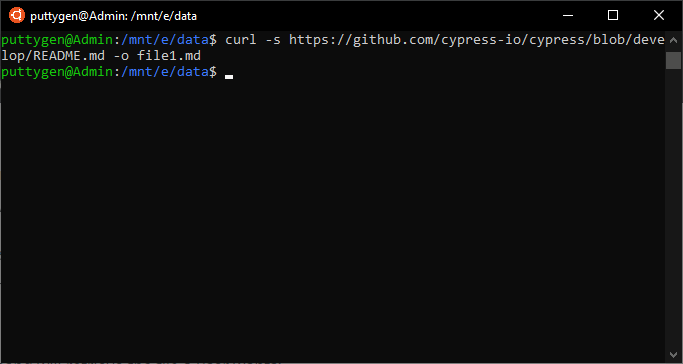 puttygen@Admin: /mnt/e/data
puttygen@Admin:/mnt/e/data$ curl -s https://github.com/cypress-io/cypress/blob/deve
lop/README.md -o file1.md
puttygen@Admin:/mnt/e/data$